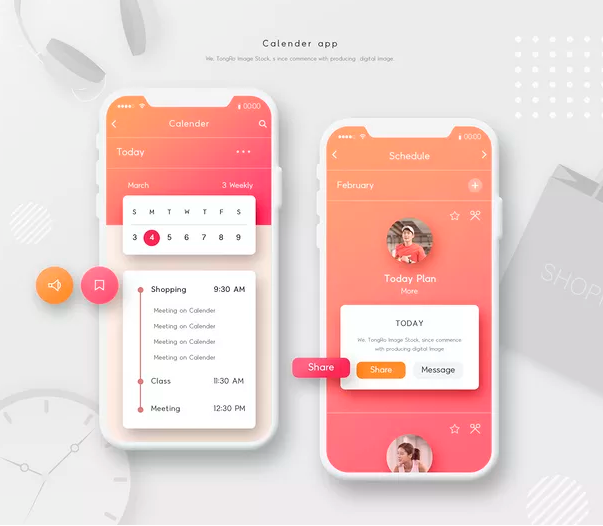 Calender app
We, TongRo Image Stock, s nice commence with producing digital Image
00:00
Calender
Today
March
3 Weekly
S M T W T F S
3 4 5 6 7 8 9
Shopping 9:30 AM
Meeting on Calender
Meeting on Calender
Meeting on Calender
Meeting on Calender
Class 11:30 AM
Meeting 12:30 PM
00:00
Schedule
February
Today Plan
More
TODAY
We, TongRo Image Stock, since commence
with producing digital Image
Share
Share
Message
SHOP